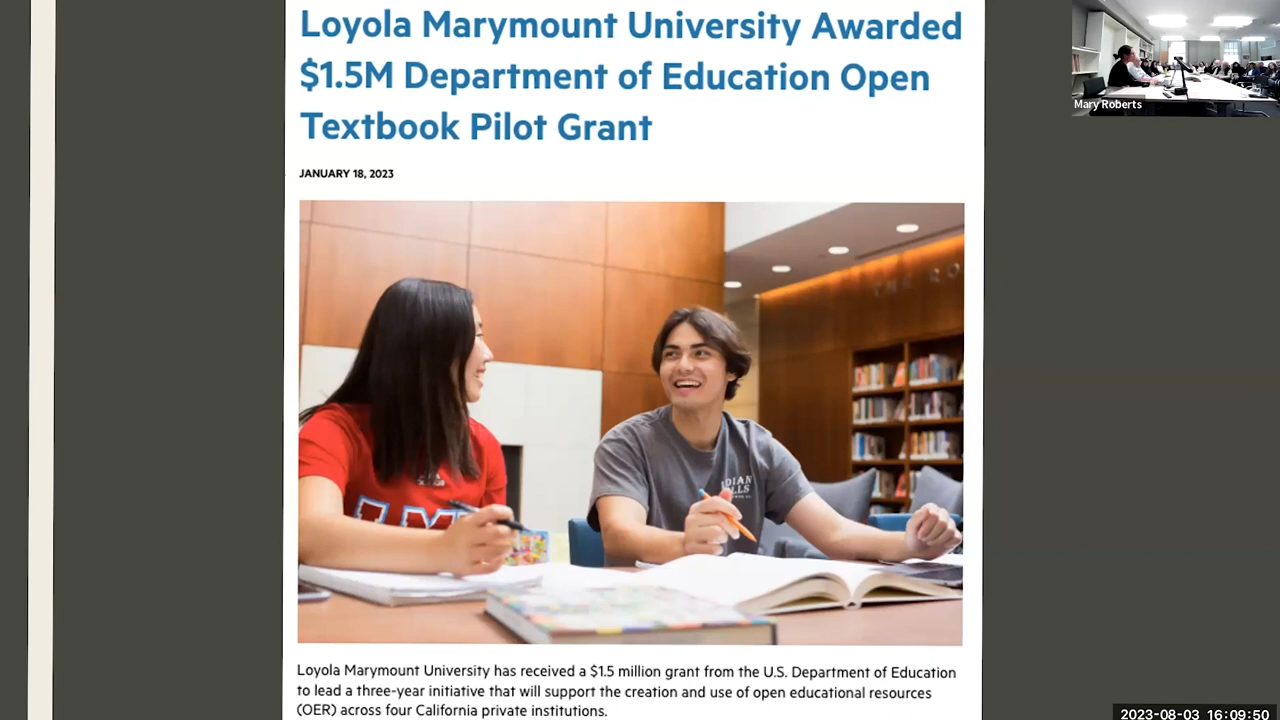 Loyola Marymount University Awarded
$1.5M Department of Education Open
Textbook Pilot Grant
JANUARY 18, 2023
Mary Roberts
Loyola Marymount University has received a $1.5 million grant from the U.S. Department of Education
to lead a three-year initiative that will support the creation and use of open educational resources
(OER) across four California private institutions.
2023-08-03 16:09:50